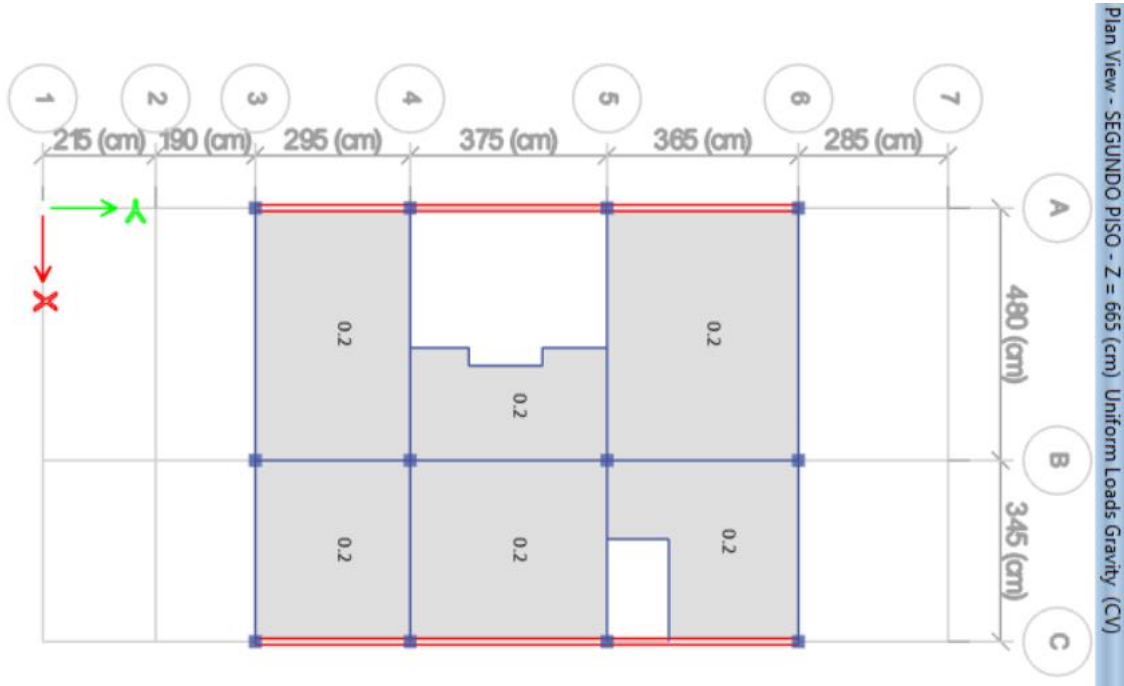 Plan View - SEGUNDO PISO - Z = 665 (cm) Uniform Loads Gravity (CV)
1 2 3 4 5 6 7
215 (cm) 190 (cm) 295 (cm) 375 (cm) 365 (cm) 285 (cm)
Y
X
A
480 (cm)
B
345 (cm)
C
0.2 0.2
0.2
0.2 0.2 0.2